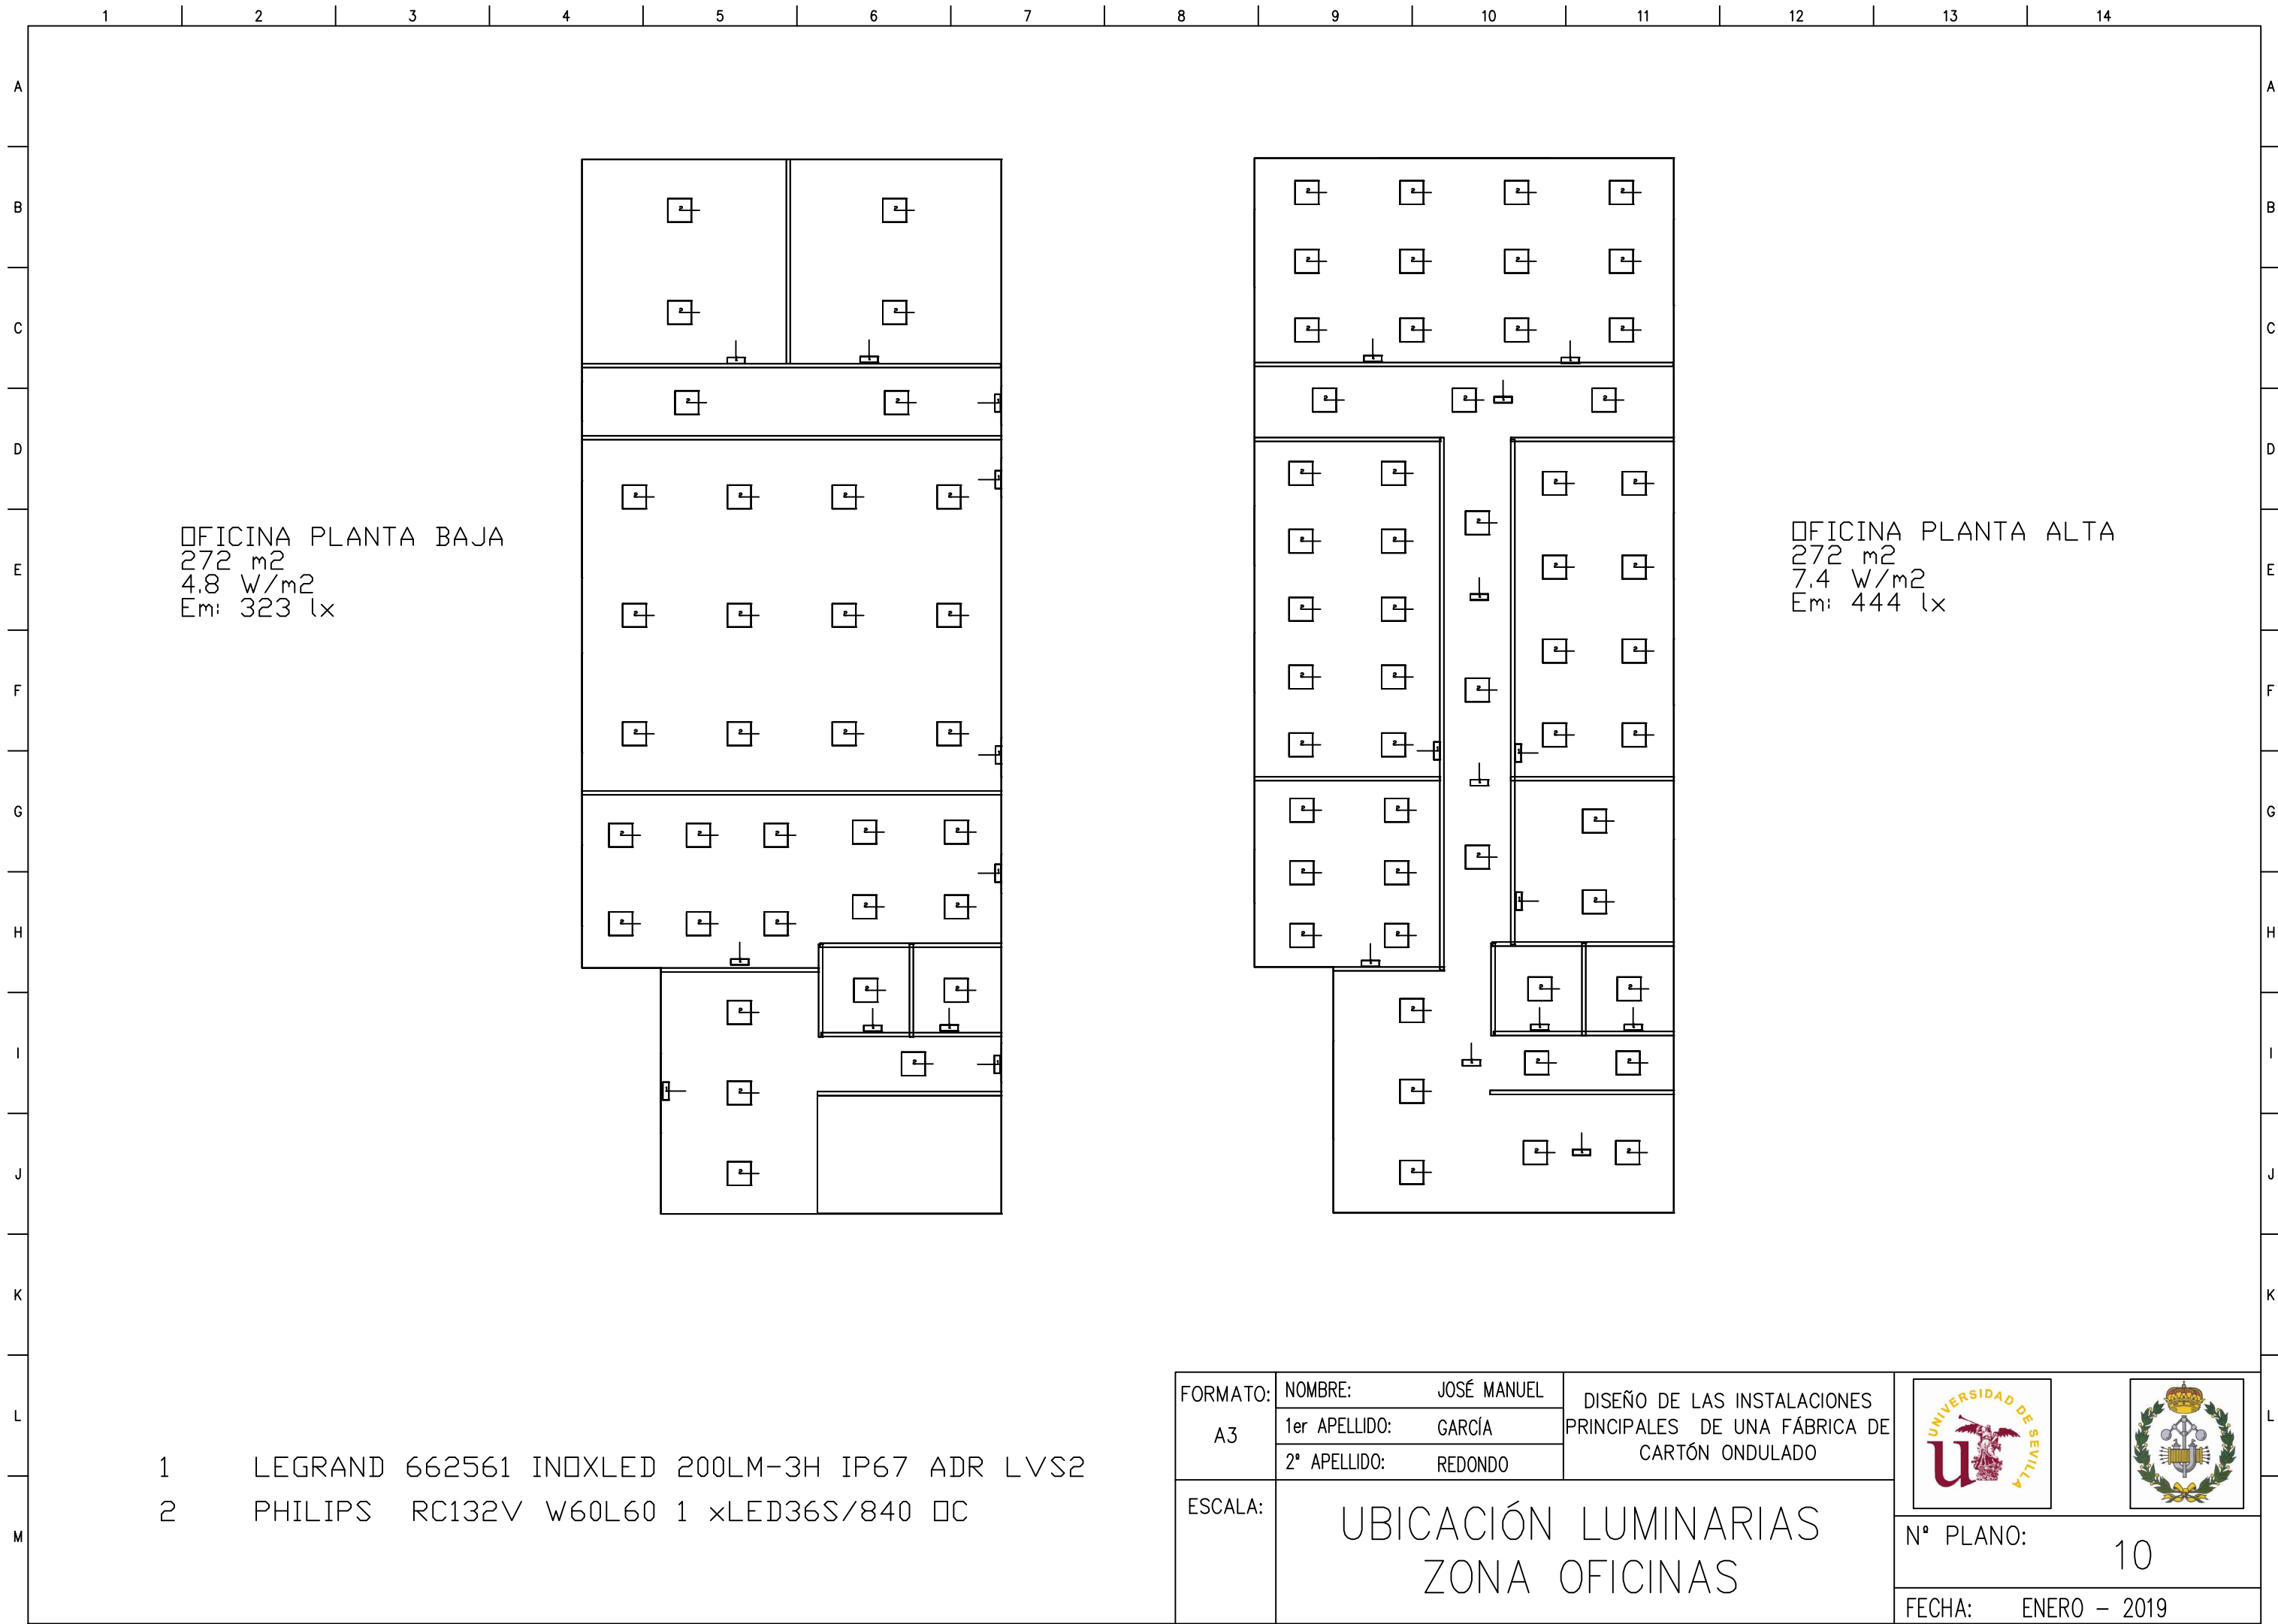 1 2 3 4 5 6 7 8 9 10 11 12 13 14
A A
B B
C C
D D
E E
F F
G G
H H
I I
J J
K K
L L
M
OFICINA PLANTA BAJA
272 m2
4.8 W/m2
Em: 323 lx
OFICINA PLANTA ALTA
272 m2
7.4 W/m2
Em: 444 lx
1 LEGRAND 662561 INOXLED 200LM-3H IP67 ADR LVS2
2 PHILIPS RC132V W60L60 1 xLED36S/840 OC
FORMATO:
A3
NOMBRE: JOSÉ MANUEL
1er APELLIDO: GARCÍA
2º APELLIDO: REDONDO
DISEÑO DE LAS INSTALACIONES
PRINCIPALES DE UNA FÁBRICA DE
CARTÓN ONDULADO
ESCALA:
UBICACIÓN LUMINARIAS
ZONA OFICINAS
UNIVERSIDAD DE SEVILLA
Nº PLANO: 10
FECHA: ENERO - 2019